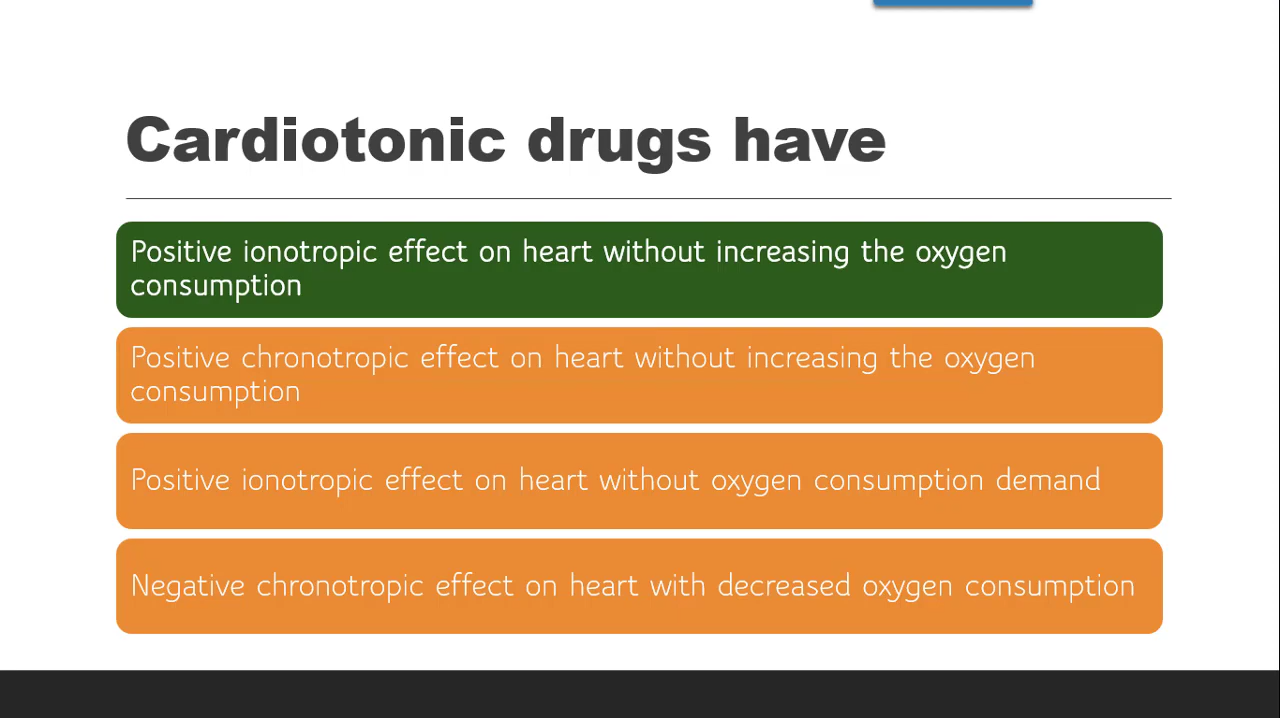 Cardiotonic drugs have
Positive ionotropic effect on heart without increasing the oxygen
consumption
Positive chronotropic effect on heart without increasing the oxygen
consumption
Positive ionotropic effect on heart without oxygen consumption demand
Negative chronotropic effect on heart with decreased oxygen consumption